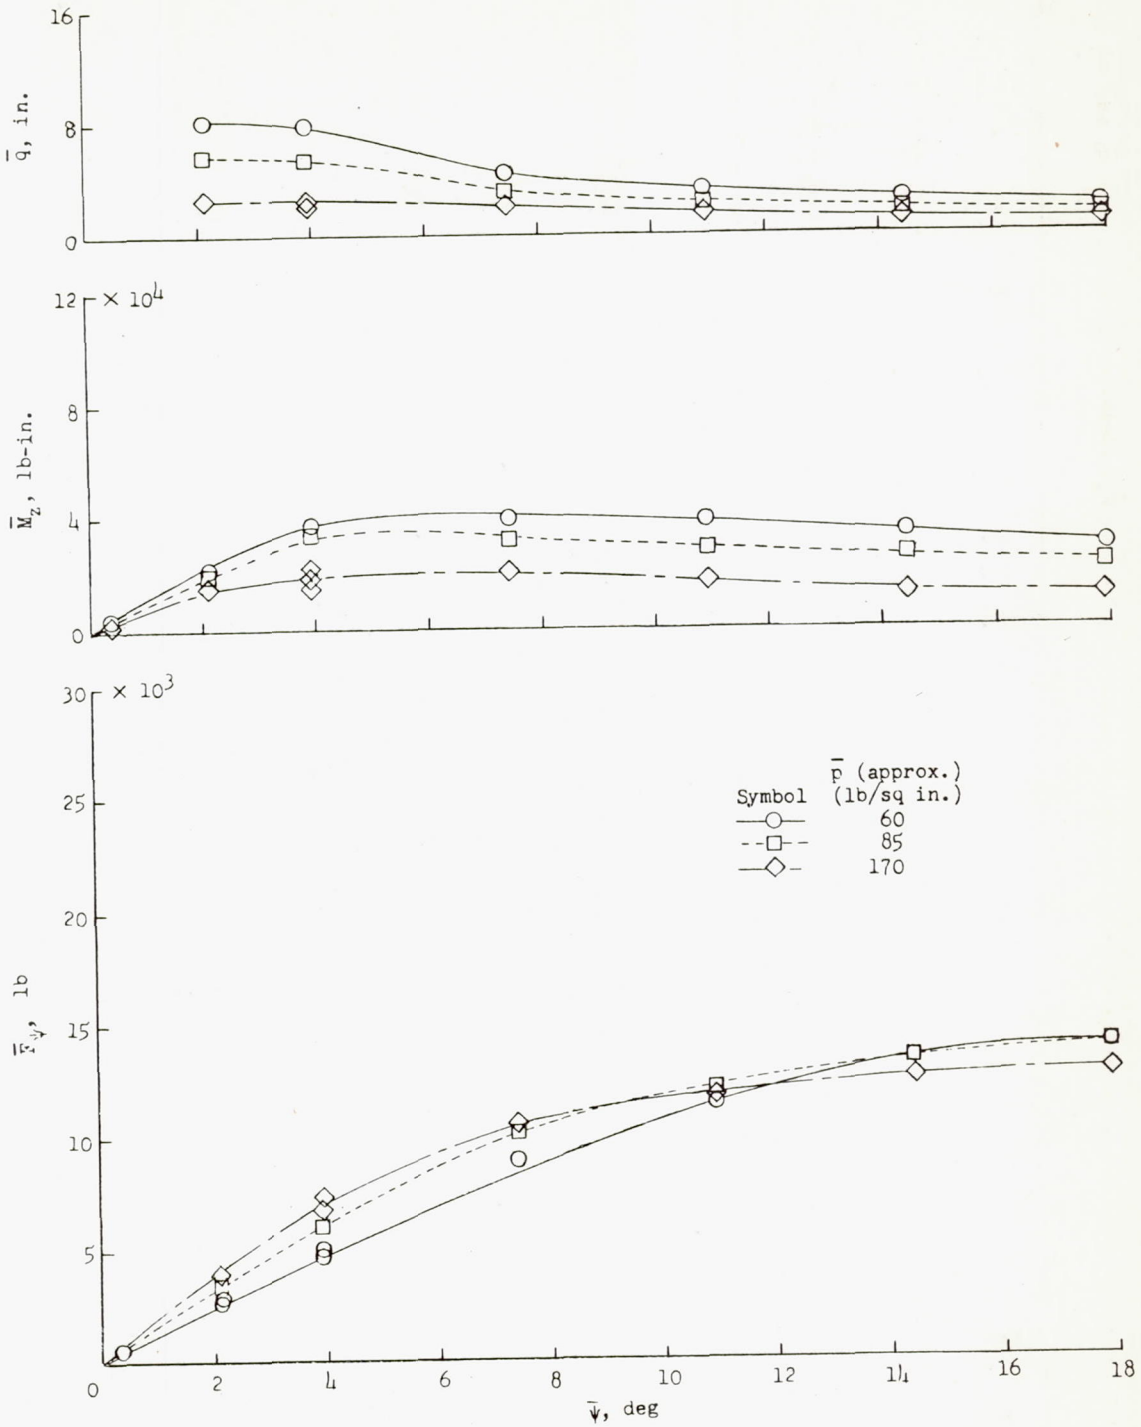 16
8
0
q̄, in.
12 × 10⁴
8
4
0
M̄_Z, lb-in.
30 × 10³
25
20
15
10
5
F̄_ψ, lb
p̄ (approx.)
Symbol (lb/sq in.)
60
85
170
0 2 4 6 8 10 12 14 16 18
ψ̄, deg